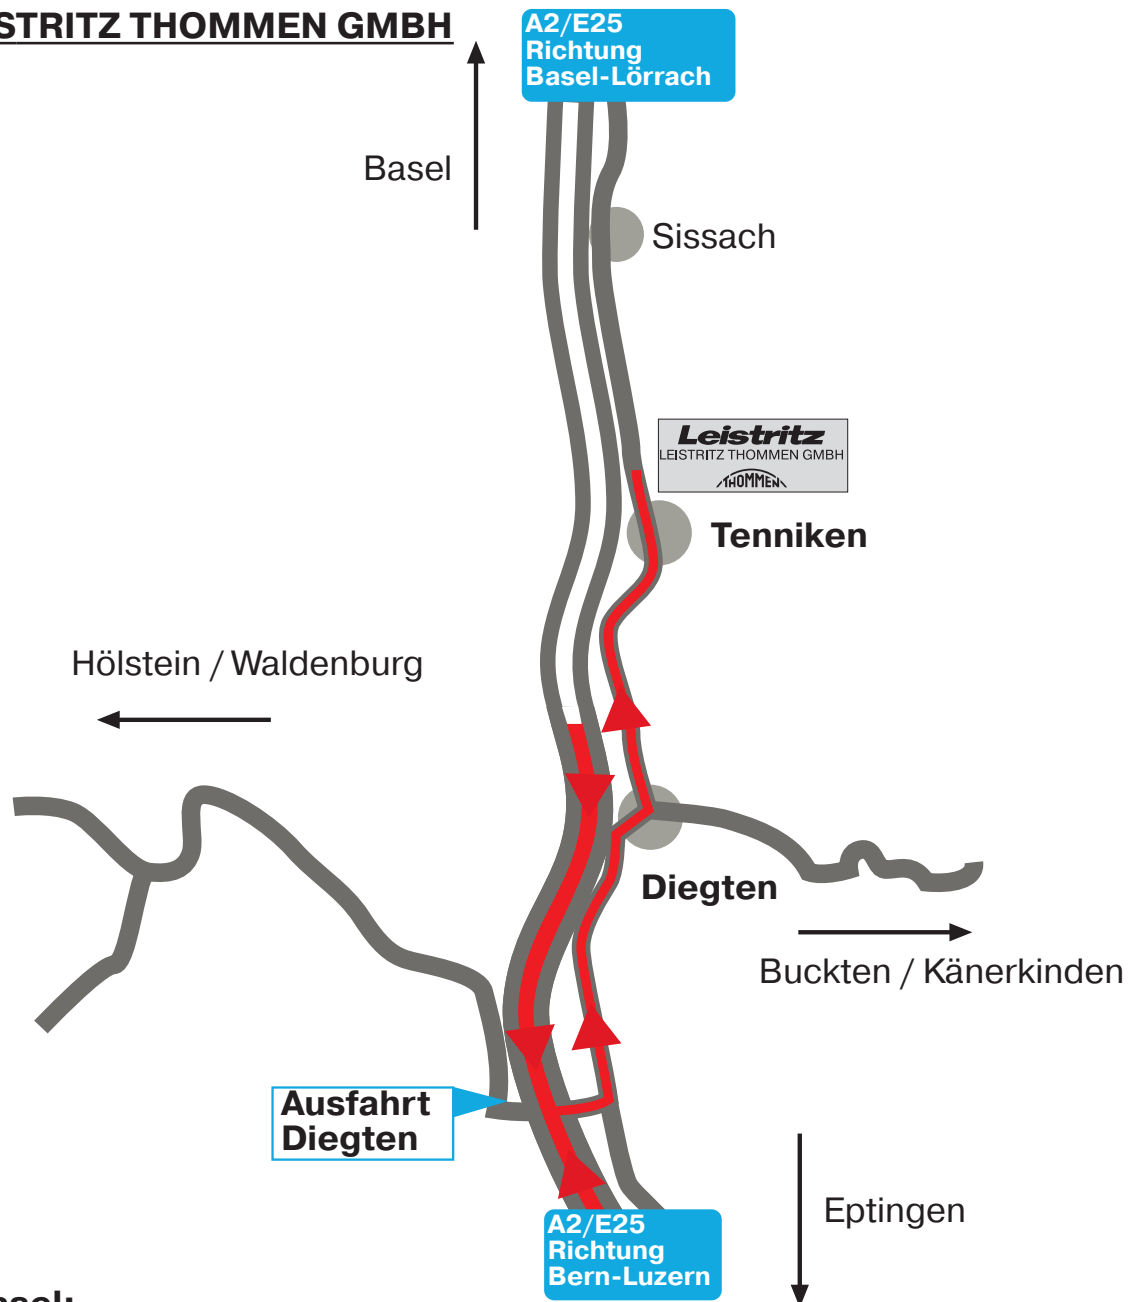 STRITZ THOMMEN GMBH
A2/E25
Richtung
Basel-Lörrach
Basel
Sissach
Leistritz
LEISTRITZ THOMMEN GMBH
THOMMEN
Tenniken
Hölstein / Waldenburg
Diegten
Buckten / Känerkinden
Ausfahrt
Diegten
Eptingen
A2/E25
Richtung
Bern-Luzern
sel: